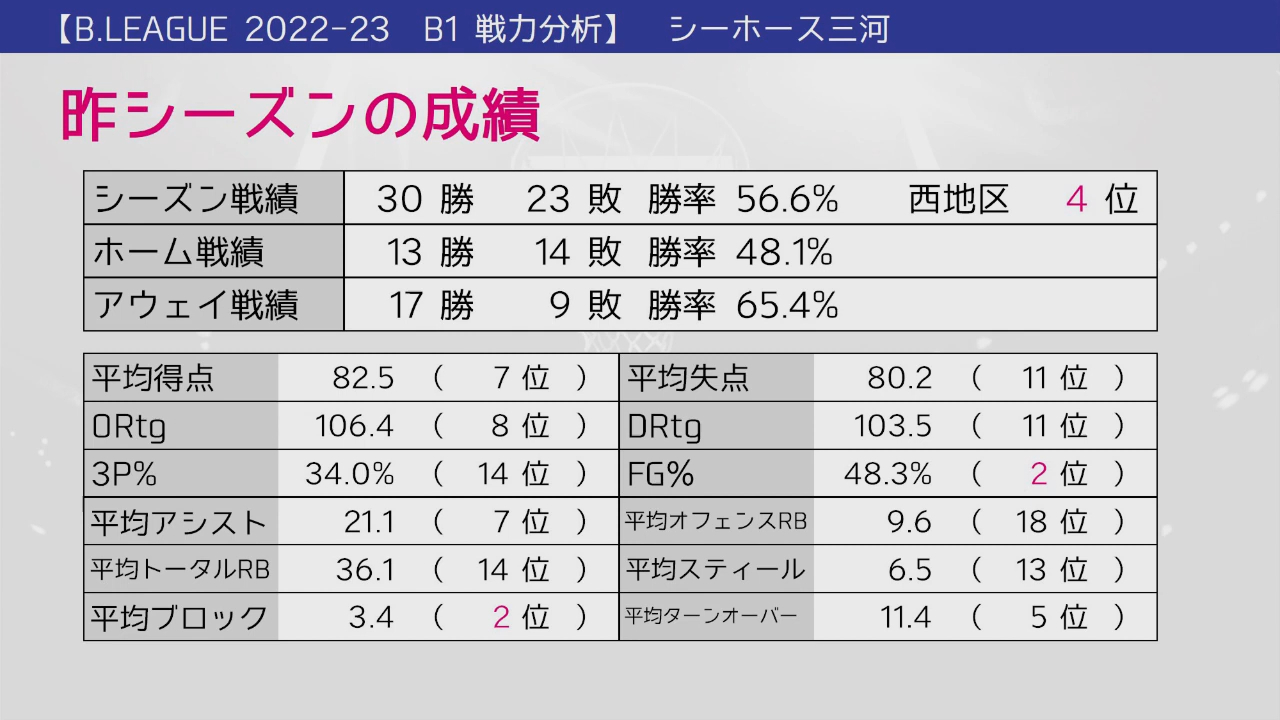 【B.LEAGUE 2022-23 B1 戦力分析】 シーホース三河
昨シーズンの成績
シーズン戦績 30 勝 23 敗 勝率 56.6% 西地区 4 位
ホーム戦績 13 勝 14 敗 勝率 48.1%
アウェイ戦績 17 勝 9 敗 勝率 65.4%
平均得点 82.5 ( 7 位 ) 平均失点 80.2 ( 11 位 )
ORtg 106.4 ( 8 位 ) DRtg 103.5 ( 11 位 )
3P% 34.0% ( 14 位 ) FG% 48.3% ( 2 位 )
平均アシスト 21.1 ( 7 位 ) 平均オフェンスRB 9.6 ( 18 位 )
平均トータルRB 36.1 ( 14 位 ) 平均スティール 6.5 ( 13 位 )
平均ブロック 3.4 ( 2 位 ) 平均ターンオーバー 11.4 ( 5 位 )